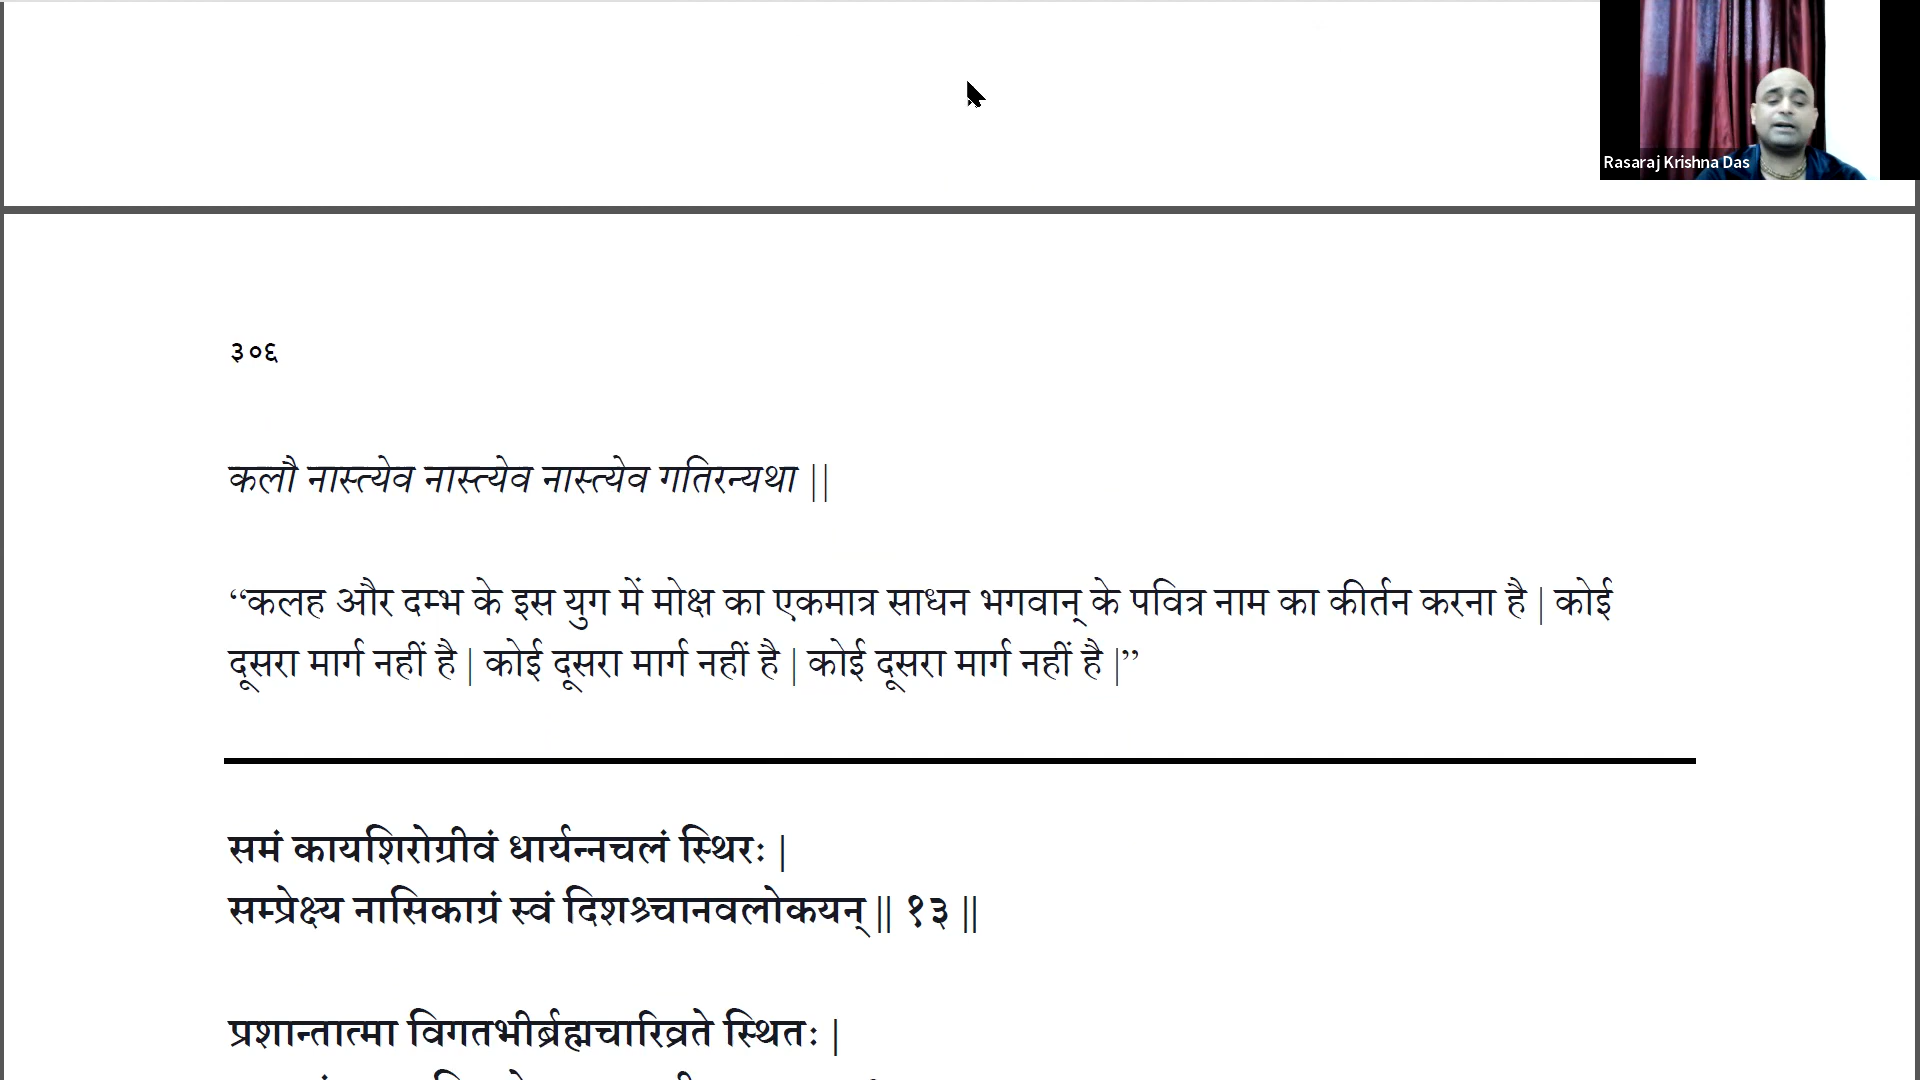 Rasaraj Krishna Das
३०६
कलौ नास्त्येव नास्त्येव नास्त्येव गतिरन्यथा ||
“कलह और दम्भ के इस युग में मोक्ष का एकमात्र साधन भगवान् के पवित्र नाम का कीर्तन करना है | कोई
दूसरा मार्ग नहीं है | कोई दूसरा मार्ग नहीं है | कोई दूसरा मार्ग नहीं है |”
समं कायशिरोग्रीवं धार्यन्नचलं स्थिरः |
सम्प्रेक्ष्य नासिकाग्रं स्वं दिशश्र्चानवलोकयन् || १३ ||
प्रशान्तात्मा विगतभीर्ब्रह्मचारिव्रते स्थितः |